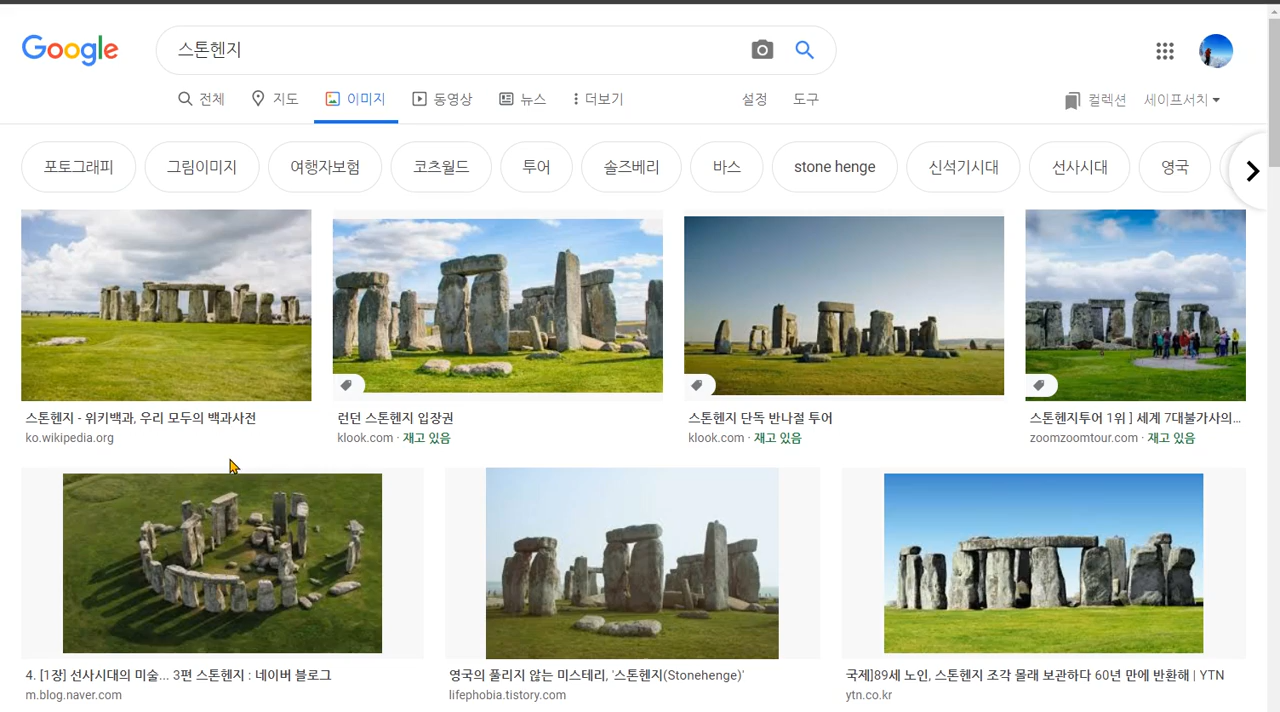 Google
스톤헨지
전체 지도 이미지 동영상 뉴스 더보기 설정 도구 컬렉션 세이프서치
포토그래피 그림이미지 여행자보험 코츠월드 투어 솔즈베리 바스 stone henge 신석기시대 선사시대 영국
스톤헨지 - 위키백과, 우리 모두의 백과사전
ko.wikipedia.org
런던 스톤헨지 입장권
klook.com · 재고 있음
스톤헨지 단독 반나절 투어
klook.com · 재고 있음
스톤헨지투어 1위 ] 세계 7대불가사의...
zoomzoomtour.com · 재고 있음
4. [1장] 선사시대의 미술... 3편 스톤헨지 : 네이버 블로그
m.blog.naver.com
영국의 풀리지 않는 미스테리, '스톤헨지(Stonehenge)'
lifephobia.tistory.com
국제]89세 노인, 스톤헨지 조각 몰래 보관하다 60년 만에 반환해 | YTN
ytn.co.kr